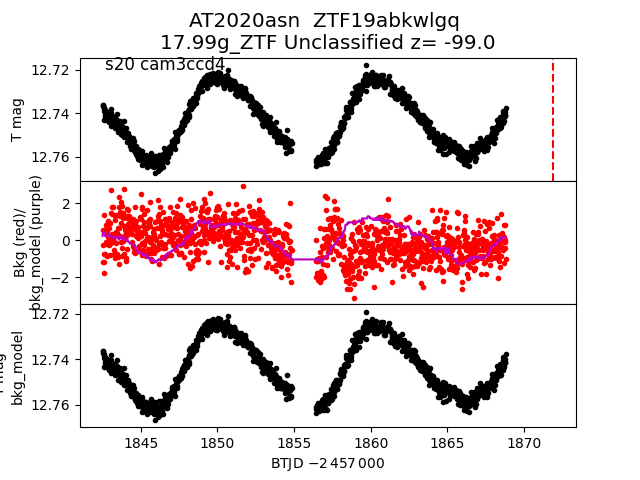 AT2020asn  ZTF19abkwlgq
17.99g_ZTF Unclassified z= -99.0
s20 cam3ccd4
12.72
12.74
12.76
T mag
2
0
−2
Bkg (red)/
bkg_model (purple)
12.72
12.74
12.76
mag
bkg_model
1845
1850
1855
1860
1865
1870
BTJD −2 457 000